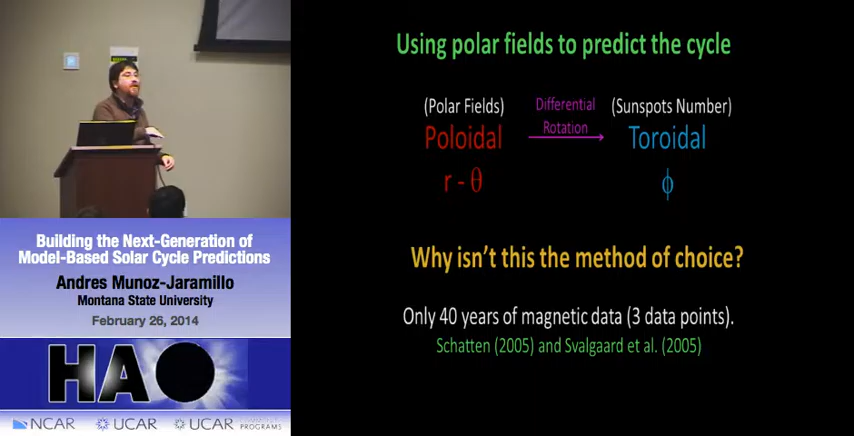 Using polar fields to predict the cycle
(Polar Fields) Differential (Sunspots Number)
Rotation
Poloidal Toroidal
r - θ ϕ
Why isn't this the method of choice?
Only 40 years of magnetic data (3 data points).
Schatten (2005) and Svalgaard et al. (2005)
Building the Next-Generation of
Model-Based Solar Cycle Predictions
Andres Munoz-Jaramillo
Montana State University
February 26, 2014
HAO
NCAR UCAR UCAR
PROGRAMS